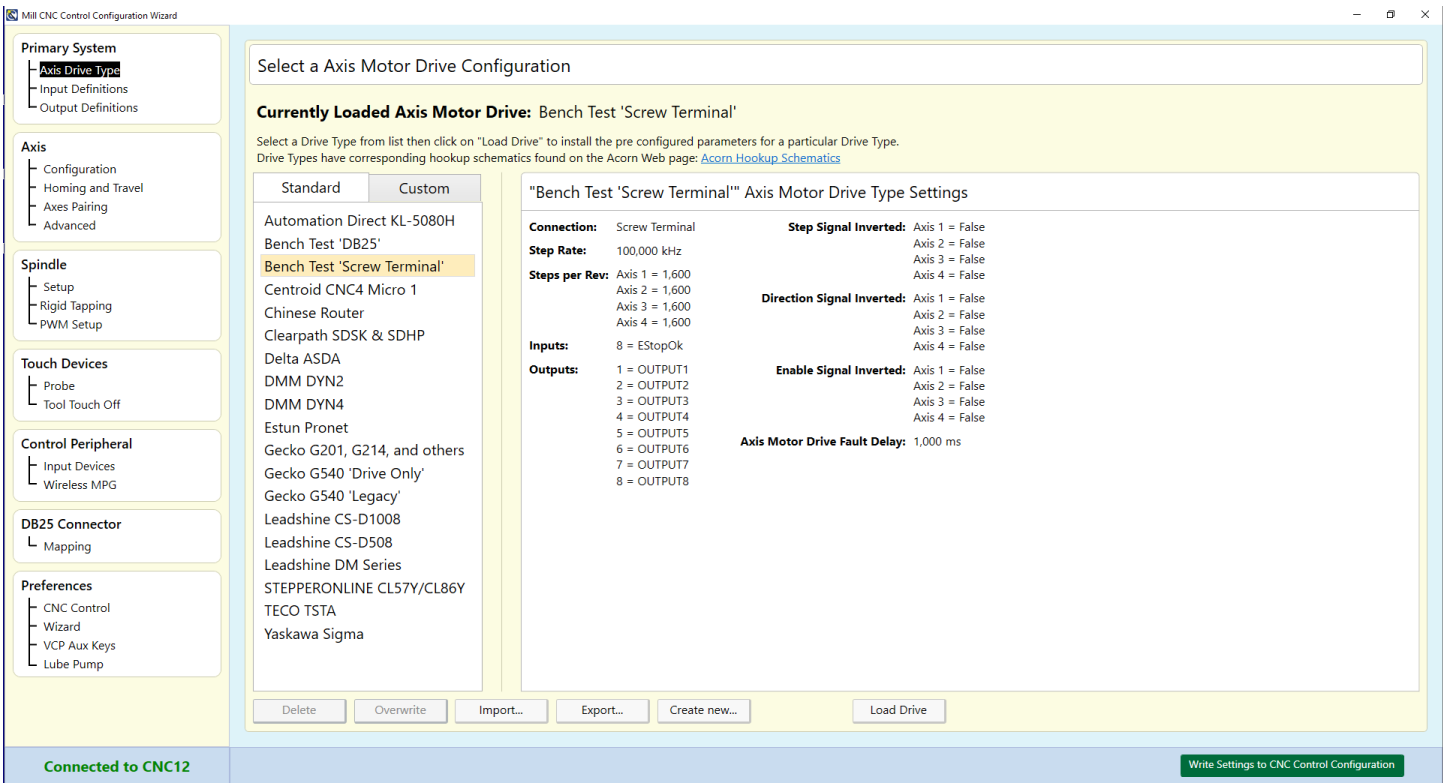 Mill CNC Control Configuration Wizard
Primary System
Axis Drive Type
Input Definitions
Output Definitions
Axis
Configuration
Homing and Travel
Axes Pairing
Advanced
Spindle
Setup
Rigid Tapping
PWM Setup
Touch Devices
Probe
Tool Touch Off
Control Peripheral
Input Devices
Wireless MPG
DB25 Connector
Mapping
Preferences
CNC Control
Wizard
VCP Aux Keys
Lube Pump
Connected to CNC12
Select a Axis Motor Drive Configuration
Currently Loaded Axis Motor Drive: Bench Test 'Screw Terminal'
Select a Drive Type from list then click on "Load Drive" to install the pre configured parameters for a particular Drive Type.
Drive Types have corresponding hookup schematics found on the Acorn Web page: Acorn Hookup Schematics
Standard Custom
Automation Direct KL-5080H
Bench Test 'DB25'
Bench Test 'Screw Terminal'
Centroid CNC4 Micro 1
Chinese Router
Clearpath SDSK & SDHP
Delta ASDA
DMM DYN2
DMM DYN4
Estun Pronet
Gecko G201, G214, and others
Gecko G540 'Drive Only'
Gecko G540 'Legacy'
Leadshine CS-D1008
Leadshine CS-D508
Leadshine DM Series
STEPPERONLINE CL57Y/CL86Y
TECO TSTA
Yaskawa Sigma
"Bench Test 'Screw Terminal'" Axis Motor Drive Type Settings
Connection: Screw Terminal
Step Rate: 100,000 kHz
Steps per Rev: Axis 1 = 1,600
Axis 2 = 1,600
Axis 3 = 1,600
Axis 4 = 1,600
Inputs: 8 = EStopOk
Outputs: 1 = OUTPUT1
2 = OUTPUT2
3 = OUTPUT3
4 = OUTPUT4
5 = OUTPUT5
6 = OUTPUT6
7 = OUTPUT7
8 = OUTPUT8
Step Signal Inverted: Axis 1 = False
Axis 2 = False
Axis 3 = False
Axis 4 = False
Direction Signal Inverted: Axis 1 = False
Axis 2 = False
Axis 3 = False
Axis 4 = False
Enable Signal Inverted: Axis 1 = False
Axis 2 = False
Axis 3 = False
Axis 4 = False
Axis Motor Drive Fault Delay: 1,000 ms
Delete Overwrite Import... Export... Create new... Load Drive
Write Settings to CNC Control Configuration